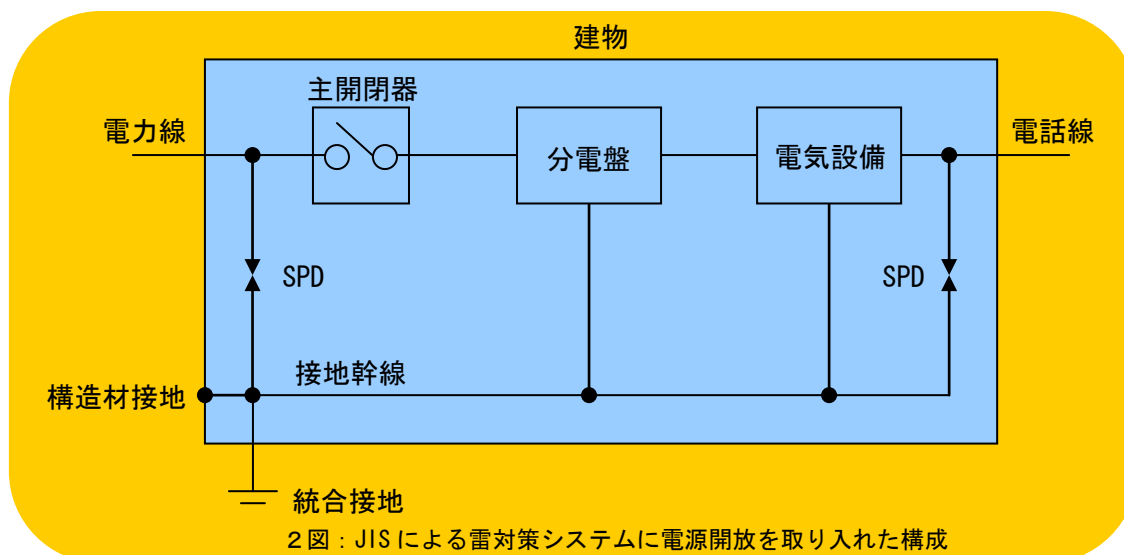 建物
主開閉器
電力線
電話線
分電盤
電気設備
SPD
SPD
接地幹線
構造材接地
統合接地
2図：JISによる雷対策システムに電源開放を取り入れた構成